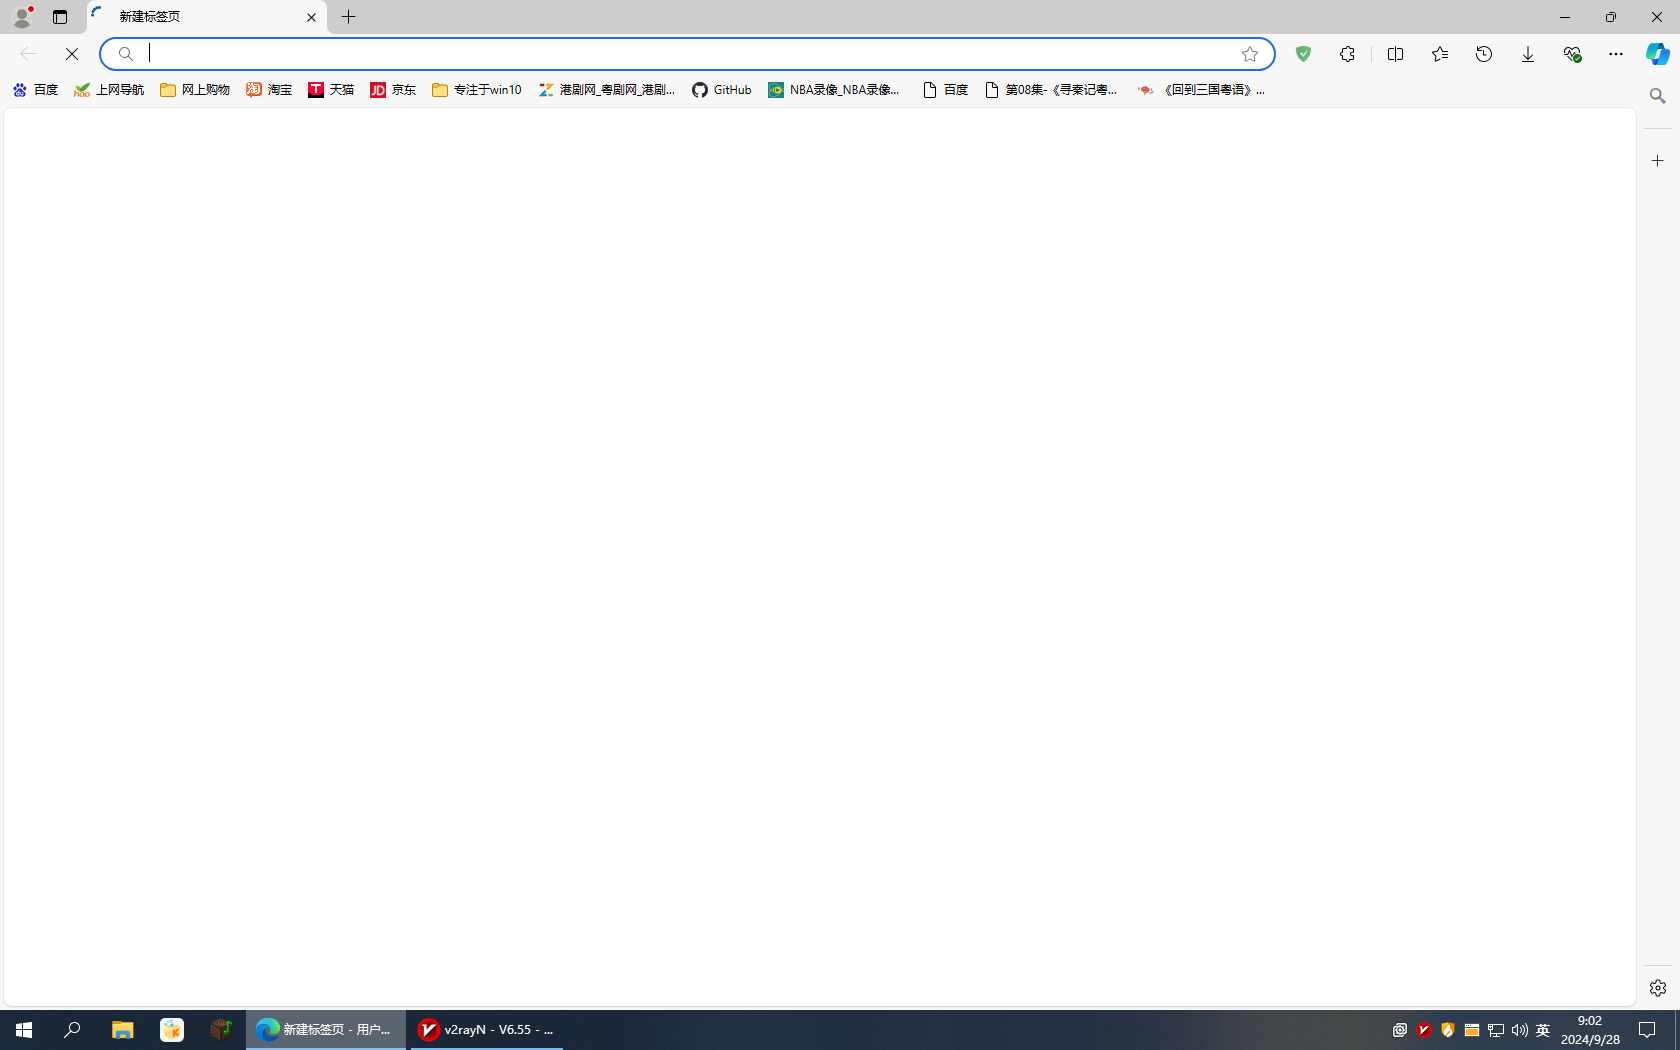 新建标签页
百度
上网导航
网上购物
淘宝
天猫
京东
专注于win10
港剧网_粤剧网_港剧...
GitHub
NBA录像_NBA录像...
百度
第08集-《寻秦记粤...
《回到三国粤语》...
新建标签页 - 用户...
v2rayN - V6.55 - ...
英
9:02
2024/9/28